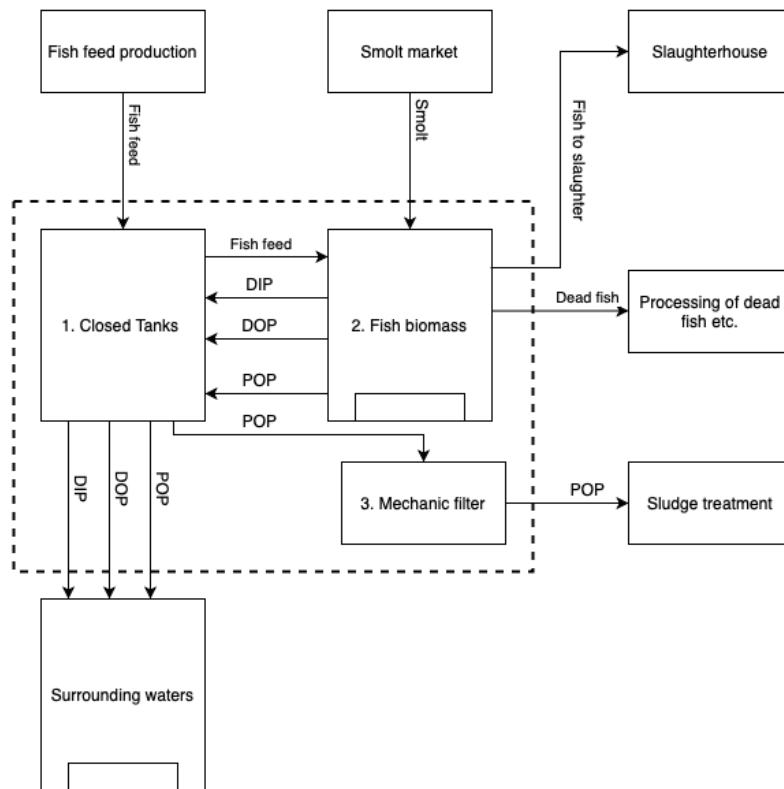 Fish feed production
Smolt market
Slaughterhouse
Fish feed
Smolt
Fish to slaughter
1. Closed Tanks
Fish feed
DIP
DOP
POP
2. Fish biomass
Dead fish
Processing of dead
fish etc.
POP
3. Mechanic filter
POP
Sludge treatment
DIP
DOP
POP
Surrounding waters